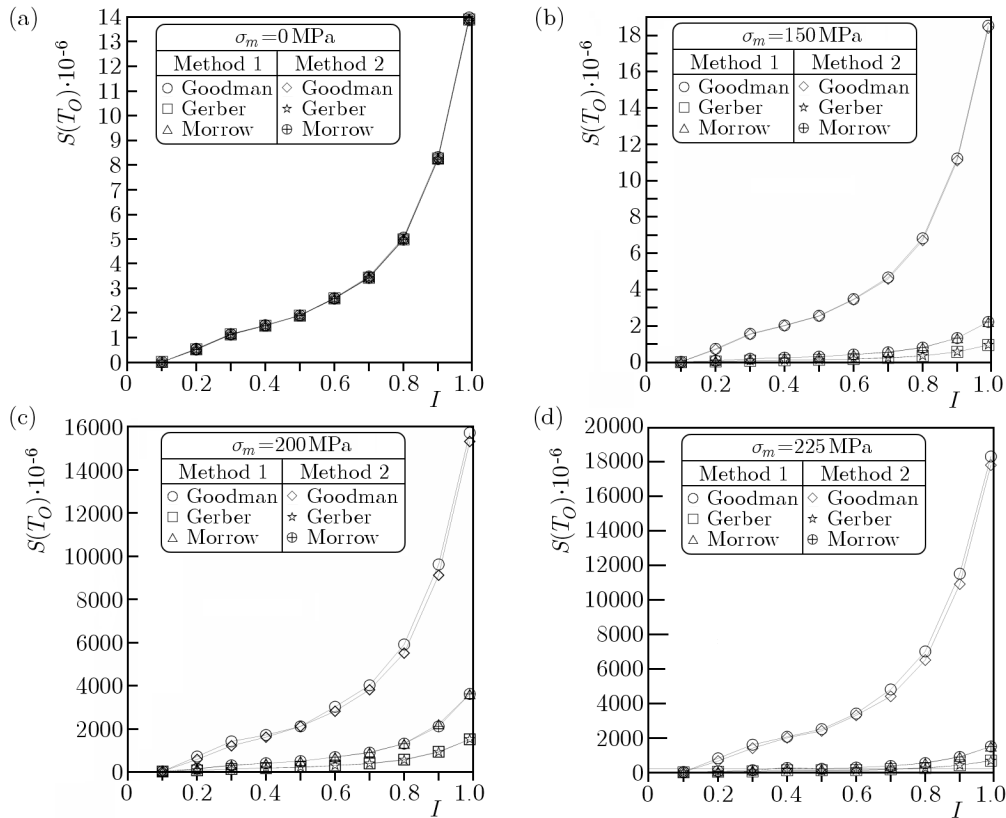 (a)
S(T_O)·10^-6
14
13
12
11
10
9
8
7
6
5
4
3
2
1
0
σ_m=0 MPa
Method 1 Method 2
Goodman Goodman
Gerber Gerber
Morrow Morrow
0 0.2 0.4 0.6 0.8 1.0
I
(b)
S(T_O)·10^-6
18
16
14
12
10
8
6
4
2
0
σ_m=150 MPa
Method 1 Method 2
Goodman Goodman
Gerber Gerber
Morrow Morrow
0 0.2 0.4 0.6 0.8 1.0
I
(c)
S(T_O)·10^-6
16000
14000
12000
10000
8000
6000
4000
2000
0
σ_m=200 MPa
Method 1 Method 2
Goodman Goodman
Gerber Gerber
Morrow Morrow
0 0.2 0.4 0.6 0.8 1.0
I
(d)
S(T_O)·10^-6
20000
18000
16000
14000
12000
10000
8000
6000
4000
2000
0
σ_m=225 MPa
Method 1 Method 2
Goodman Goodman
Gerber Gerber
Morrow Morrow
0 0.2 0.4 0.6 0.8 1.0
I